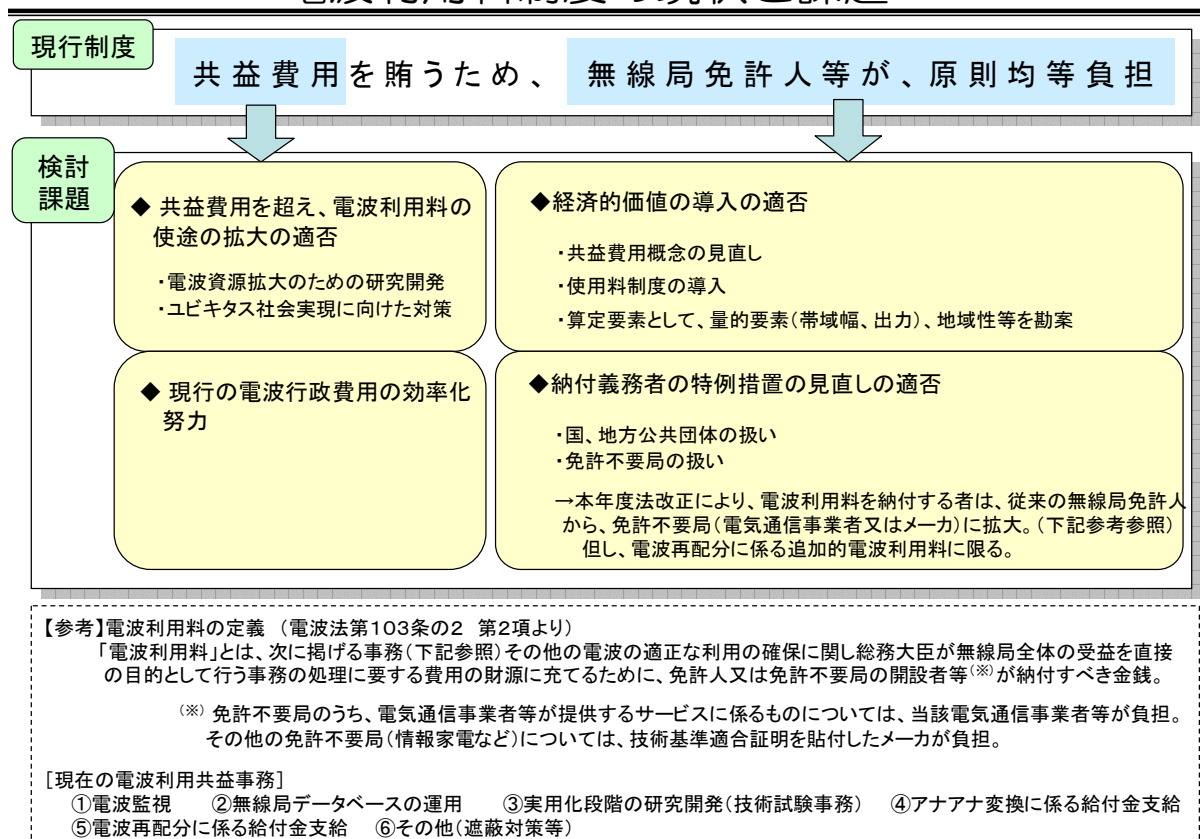 現行制度
共益費用を賄うため、 無線局免許人等が、原則均等負担
検討
課題
◆ 共益費用を超え、電波利用料の
使途の拡大の適否
・電波資源拡大のための研究開発
・ユビキタス社会実現に向けた対策
◆経済的価値の導入の適否
・共益費用概念の見直し
・使用料制度の導入
・算定要素として、量的要素(帯域幅、出力)、地域性等を勘案
◆ 現行の電波行政費用の効率化
努力
◆納付義務者の特例措置の見直しの適否
・国、地方公共団体の扱い
・免許不要局の扱い
→本年度法改正により、電波利用料を納付する者は、従来の無線局免許人
から、免許不要局(電気通信事業者又はメーカ)に拡大。(下記参考参照)
但し、電波再配分に係る追加的電波利用料に限る。
【参考】電波利用料の定義 (電波法第103条の2 第2項より)
「電波利用料」とは、次に掲げる事務(下記参照)その他の電波の適正な利用の確保に関し総務大臣が無線局全体の受益を直接
の目的として行う事務の処理に要する費用の財源に充てるために、免許人又は免許不要局の開設者等(※)が納付すべき金銭。
(※) 免許不要局のうち、電気通信事業者等が提供するサービスに係るものについては、当該電気通信事業者等が負担。
その他の免許不要局(情報家電など)については、技術基準適合証明を貼付したメーカが負担。
[現在の電波利用共益事務]
①電波監視 ②無線局データベースの運用 ③実用化段階の研究開発(技術試験事務) ④アナアナ変換に係る給付金支給
⑤電波再配分に係る給付金支給 ⑥その他(遮蔽対策等)